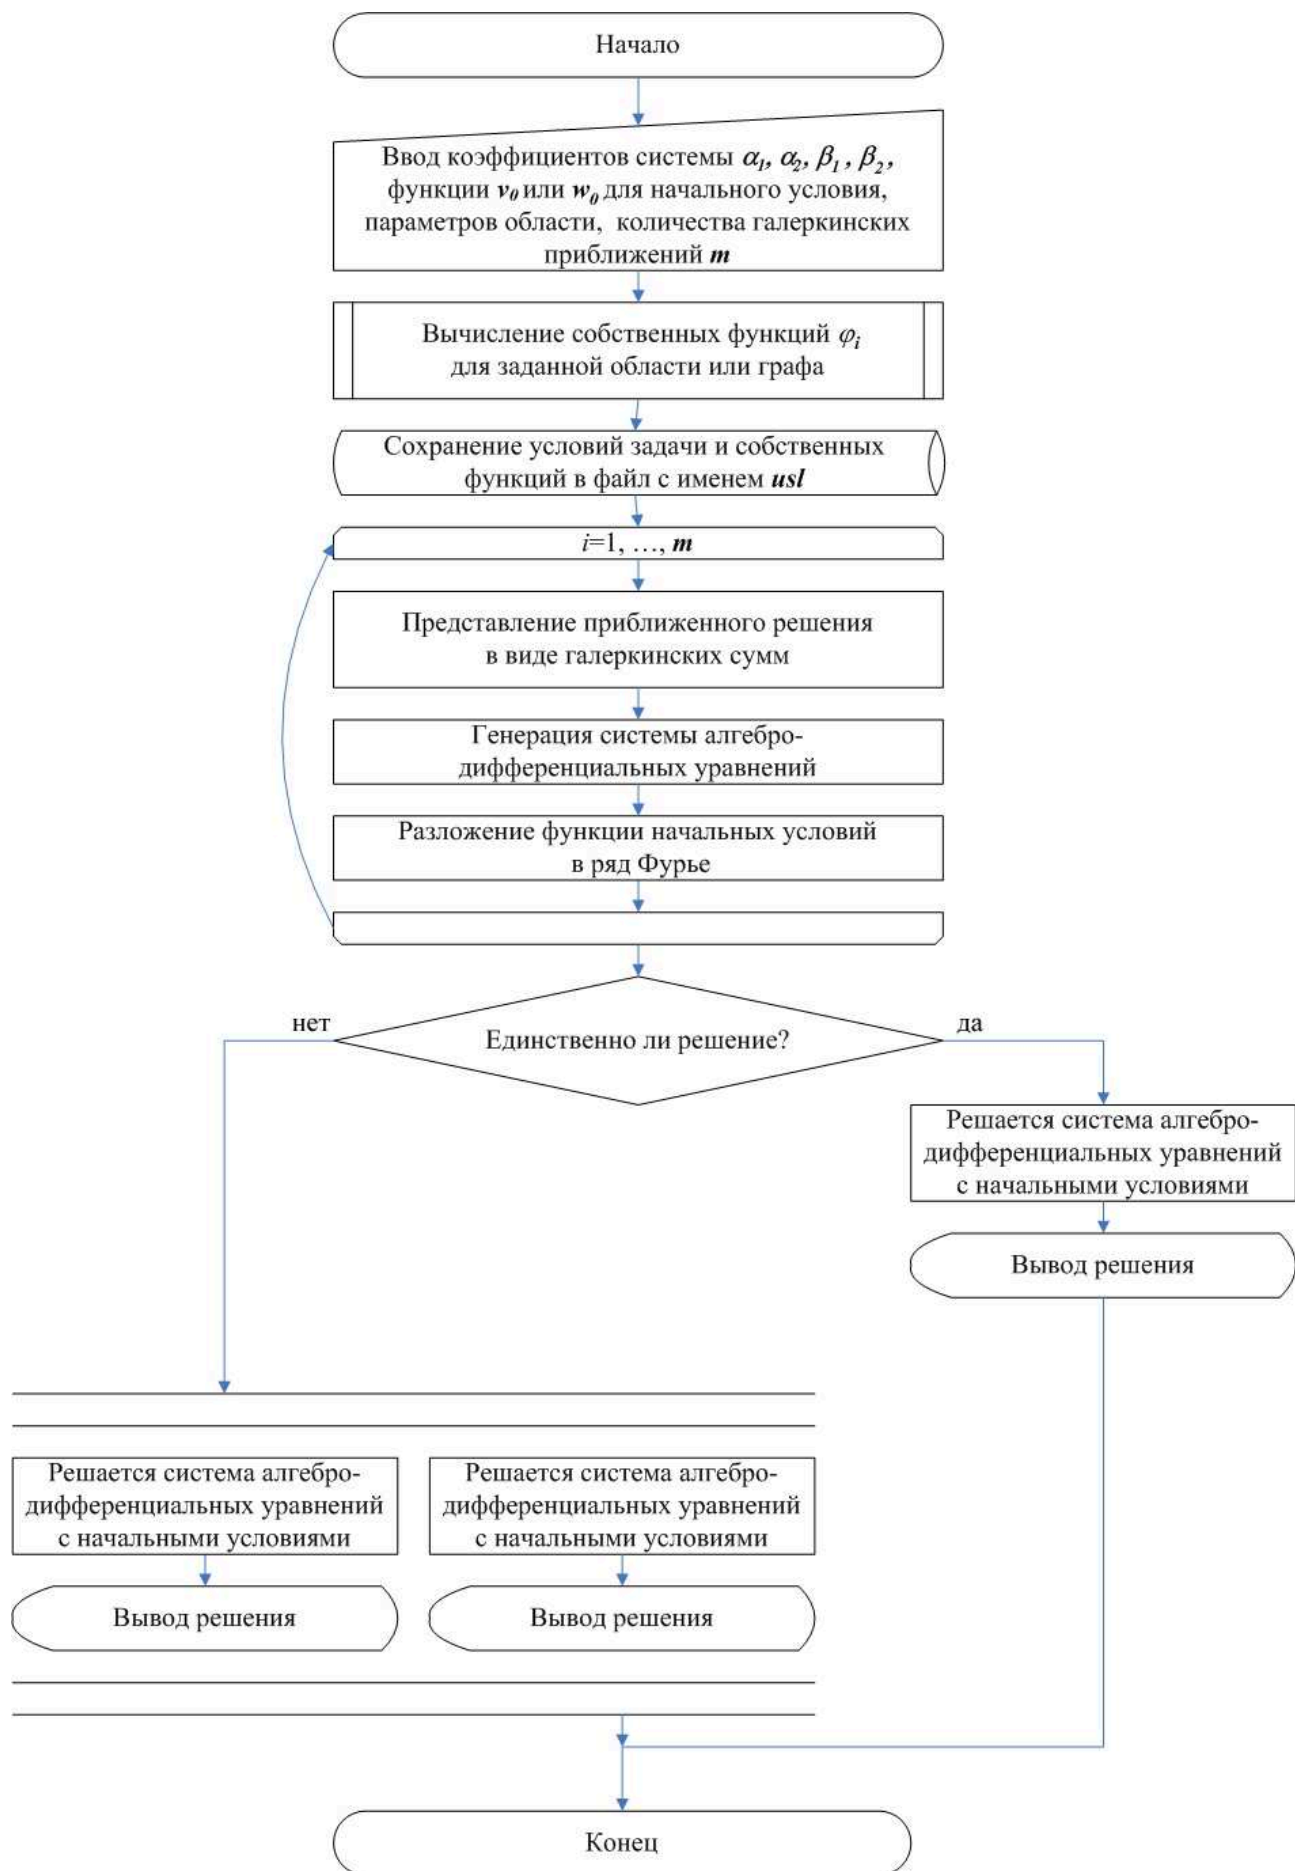 Начало
Ввод коэффициентов системы α₁, α₂, β₁, β₂,
функции v₀ или w₀ для начального условия,
параметров области, количества галеркинских
приближений m
Вычисление собственных функций φᵢ
для заданной области или графа
Сохранение условий задачи и собственных
функций в файл с именем usl
i=1, …, m
Представление приближенного решения
в виде галеркинских сумм
Генерация системы алгебро-
дифференциальных уравнений
Разложение функции начальных условий
в ряд Фурье
нет
Единственно ли решение?
да
Решается система алгебро-
дифференциальных уравнений
с начальными условиями
Вывод решения
Решается система алгебро-
дифференциальных уравнений
с начальными условиями
Вывод решения
Решается система алгебро-
дифференциальных уравнений
с начальными условиями
Вывод решения
Конец